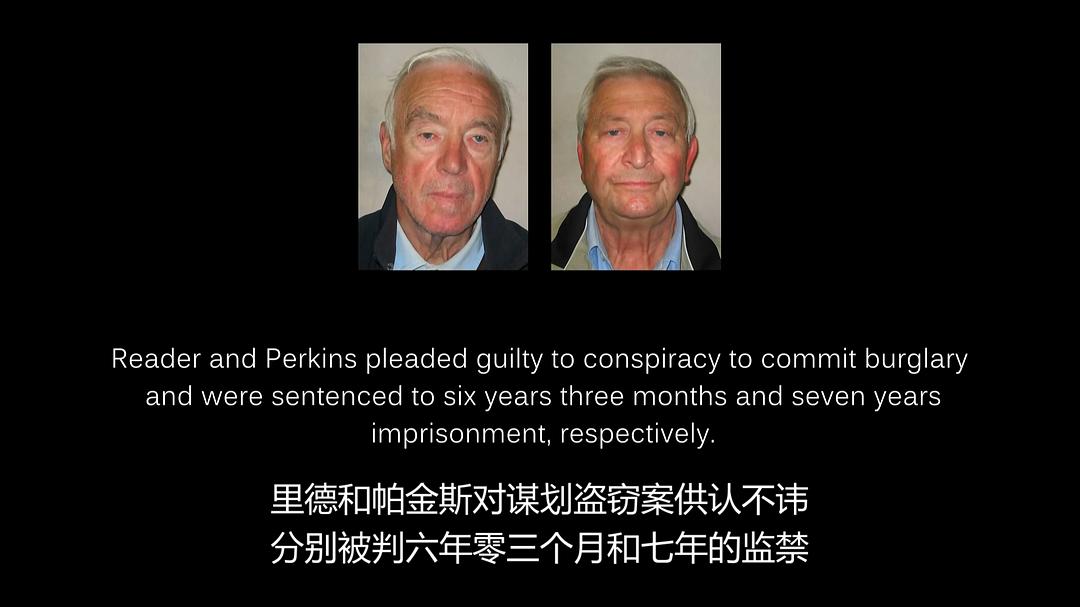 Reader and Perkins pleaded guilty to conspiracy to commit burglary
and were sentenced to six years three months and seven years
imprisonment, respectively.
里德和帕金斯对谋划盗窃案供认不讳
分别被判六年零三个月和七年的监禁